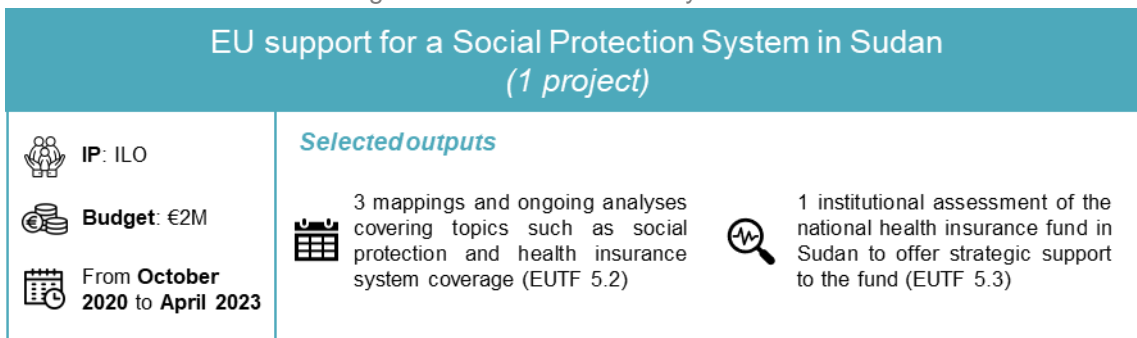 EU support for a Social Protection System in Sudan
(1 project)
IP: ILO
Budget: €2M
From October
2020 to April 2023
Selected outputs
3 mappings and ongoing analyses
covering topics such as social
protection and health insurance
system coverage (EUTF 5.2)
1 institutional assessment of the
national health insurance fund in
Sudan to offer strategic support
to the fund (EUTF 5.3)